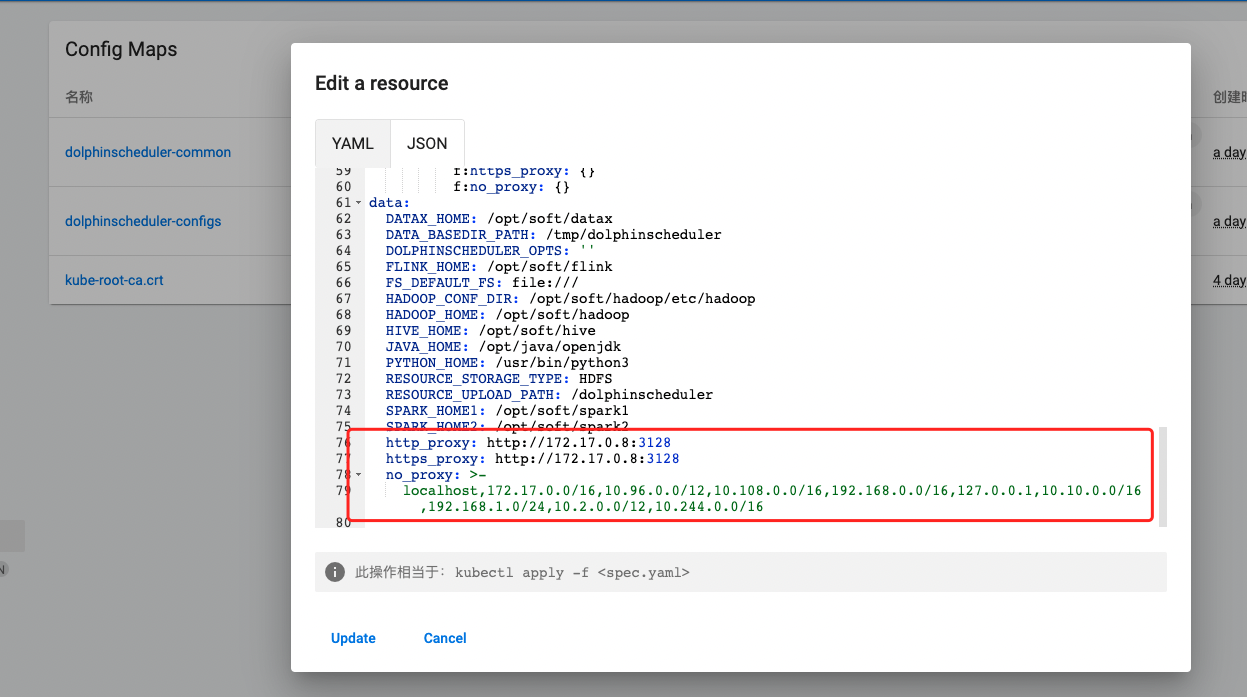 Config Maps
名称
创建时
dolphinscheduler-common
a day
dolphinscheduler-configs
a day
kube-root-ca.crt
4 day
N
Edit a resource
YAML
JSON
59 f:https_proxy: {}
60 f:no_proxy: {}
61 data:
62 DATAX_HOME: /opt/soft/datax
63 DATA_BASEDIR_PATH: /tmp/dolphinscheduler
64 DOLPHINSCHEDULER_OPTS: ''
65 FLINK_HOME: /opt/soft/flink
66 FS_DEFAULT_FS: file:///
67 HADOOP_CONF_DIR: /opt/soft/hadoop/etc/hadoop
68 HADOOP_HOME: /opt/soft/hadoop
69 HIVE_HOME: /opt/soft/hive
70 JAVA_HOME: /opt/java/openjdk
71 PYTHON_HOME: /usr/bin/python3
72 RESOURCE_STORAGE_TYPE: HDFS
73 RESOURCE_UPLOAD_PATH: /dolphinscheduler
74 SPARK_HOME1: /opt/soft/spark1
75 SPARK_HOME2: /opt/soft/spark2
76 http_proxy: http://172.17.0.8:3128
77 https_proxy: http://172.17.0.8:3128
78 no_proxy: >-
79 localhost,172.17.0.0/16,10.96.0.0/12,10.108.0.0/16,192.168.0.0/16,127.0.0.1,10.10.0.0/16
,192.168.1.0/24,10.2.0.0/12,10.244.0.0/16
80
此操作相当于: kubectl apply -f <spec.yaml>
Update
Cancel